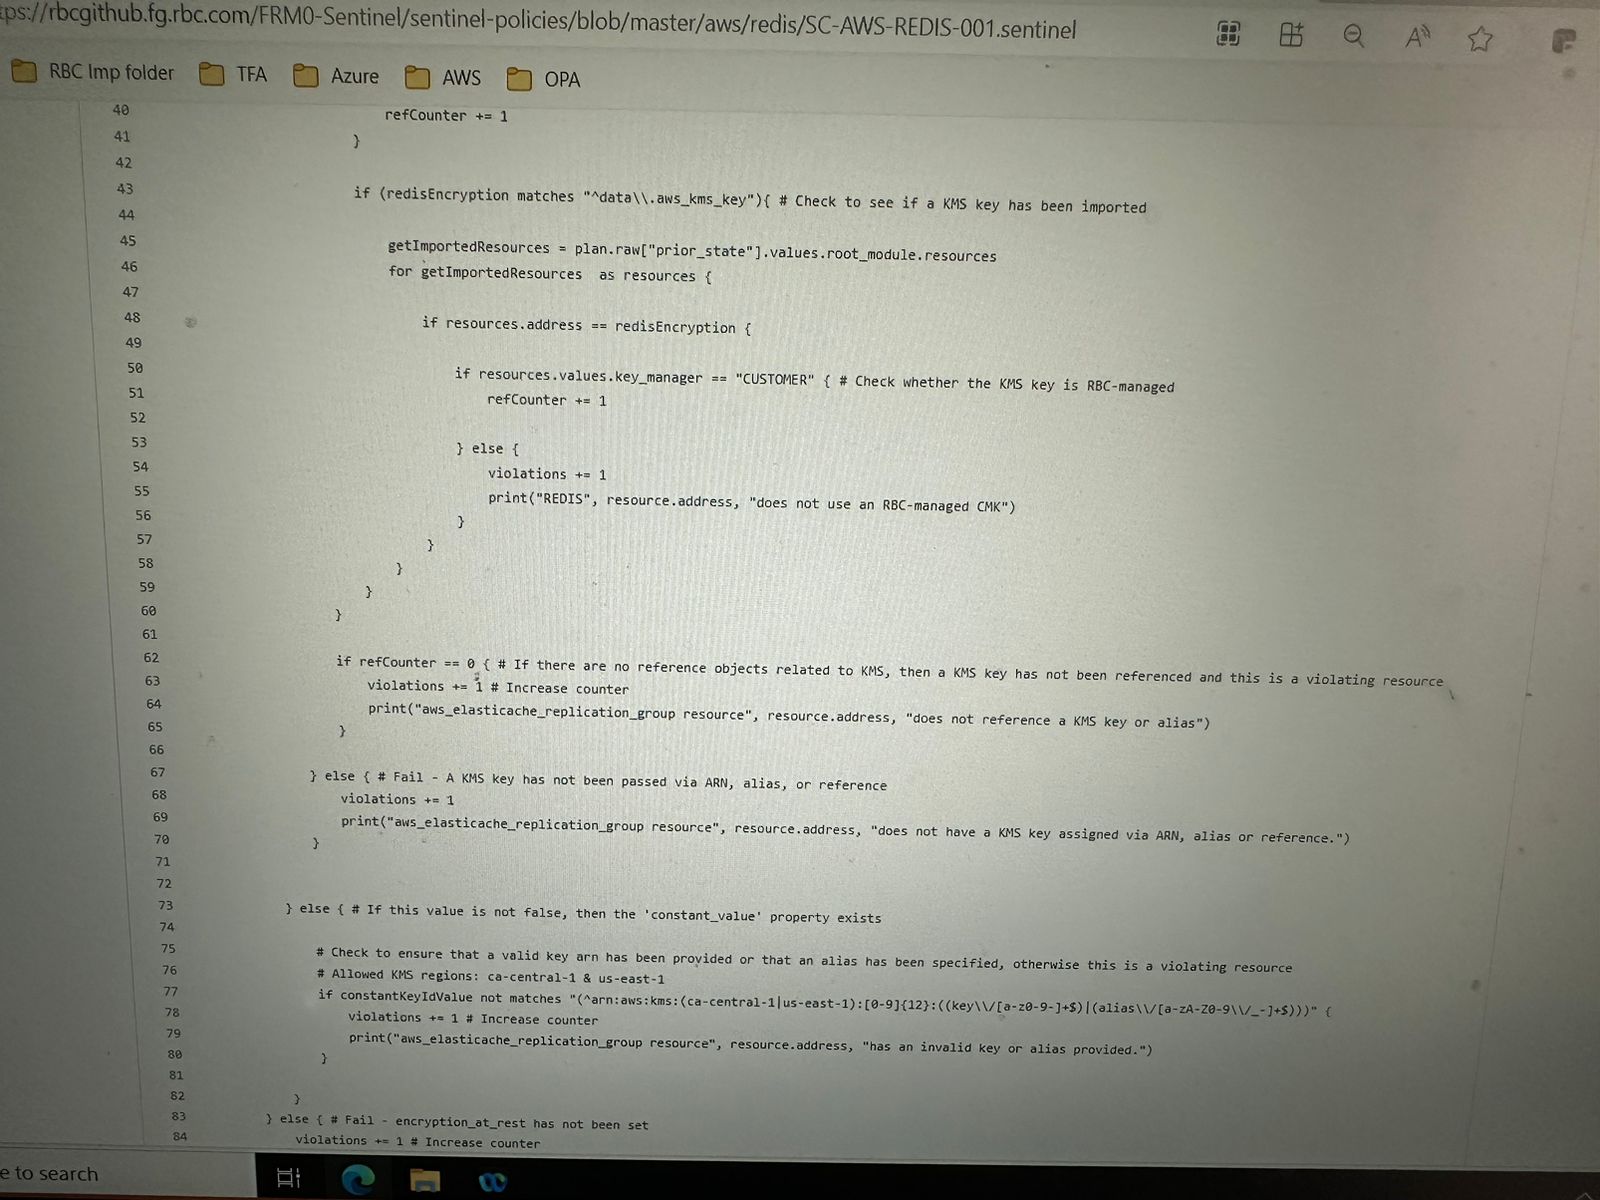 ps://rbcgithub.fg.rbc.com/FRM0-Sentinel/sentinel-policies/blob/master/aws/redis/SC-AWS-REDIS-001.sentinel
RBC Imp folder TFA Azure AWS OPA
40 refCounter += 1
41 }
42
43 if (redisEncryption matches "^data\\.aws_kms_key"){ # Check to see if a KMS key has been imported
44
45 getImportedResources = plan.raw["prior_state"].values.root_module.resources
46 for getImportedResources as resources {
47
48 if resources.address == redisEncryption {
49
50 if resources.values.key_manager == "CUSTOMER" { # Check whether the KMS key is RBC-managed
51 refCounter += 1
52
53 } else {
54 violations += 1
55 print("REDIS", resource.address, "does not use an RBC-managed CMK")
56 }
57 }
58 }
59 }
60 }
61
62 if refCounter == 0 { # If there are no reference objects related to KMS, then a KMS key has not been referenced and this is a violating resource
63 violations += 1 # Increase counter
64 print("aws_elasticache_replication_group resource", resource.address, "does not reference a KMS key or alias")
65 }
66
67 } else { # Fail - A KMS key has not been passed via ARN, alias, or reference
68 violations += 1
69 print("aws_elasticache_replication_group resource", resource.address, "does not have a KMS key assigned via ARN, alias or reference.")
70 }
71
72
73 } else { # If this value is not false, then the 'constant_value' property exists
74
75 # Check to ensure that a valid key arn has been provided or that an alias has been specified, otherwise this is a violating resource
76 # Allowed KMS regions: ca-central-1 & us-east-1
77 if constantKeyIdValue not matches "(^arn:aws:kms:(ca-central-1|us-east-1):[0-9]{12}:((key\\/[a-z0-9-]+$)|(alias\\/[a-zA-Z0-9\\/_-]+$)))" {
78 violations += 1 # Increase counter
79 print("aws_elasticache_replication_group resource", resource.address, "has an invalid key or alias provided.")
80 }
81
82 }
83 } else { # Fail - encryption_at_rest has not been set
84 violations += 1 # Increase counter
e to search